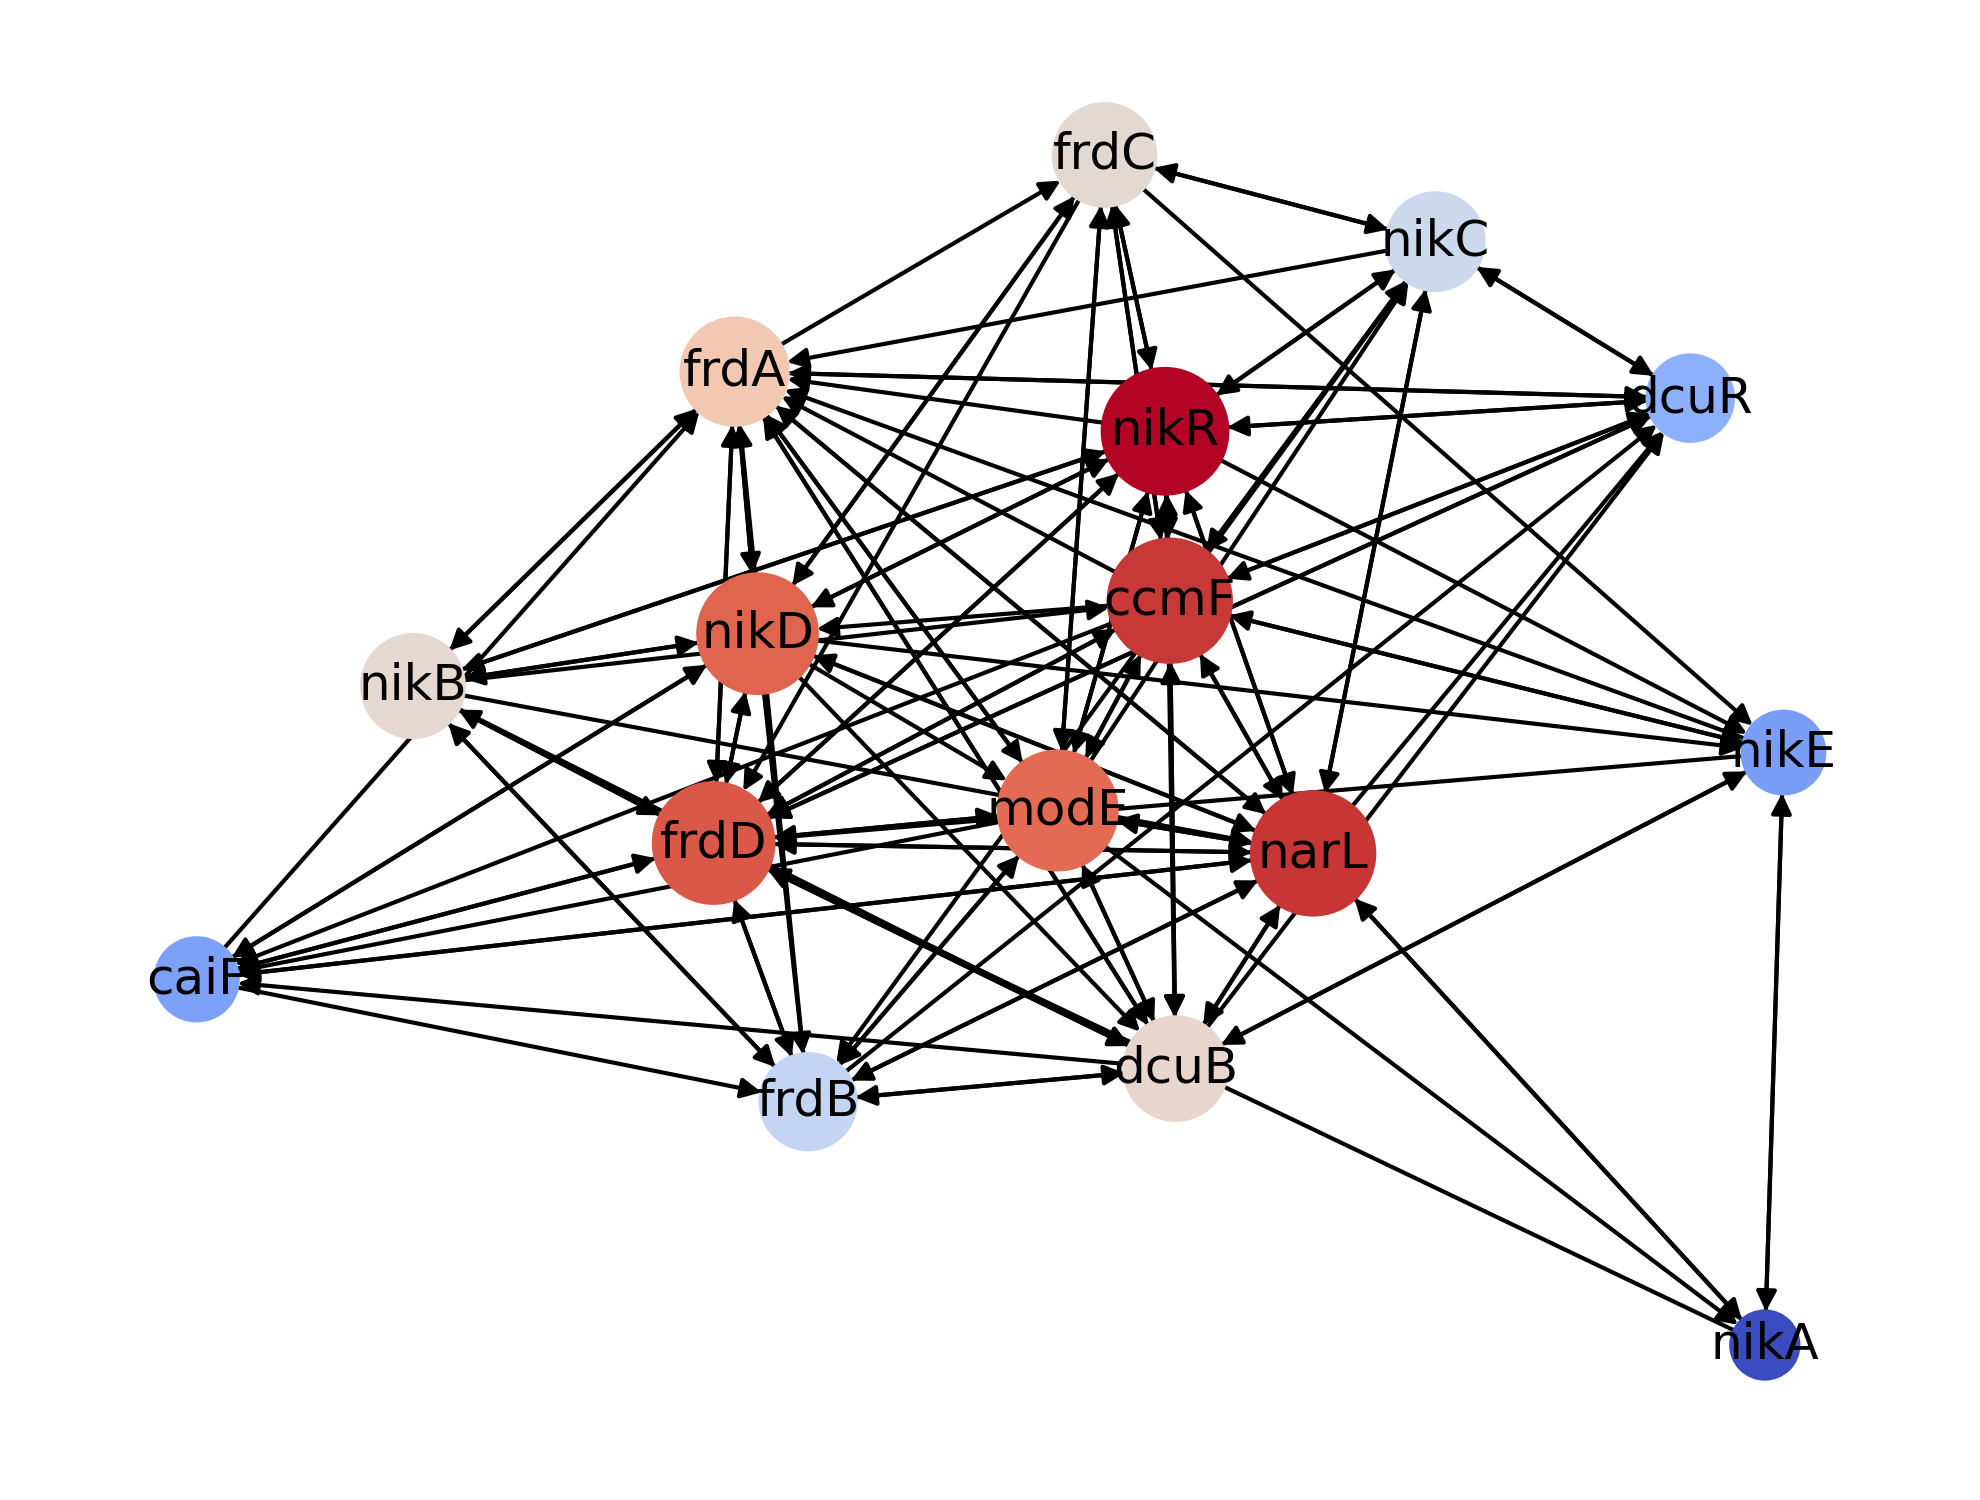 frdC
nikC
frdA
dcuR
nikR
ccmF
nikD
nikB
nikE
modE
frdD
narL
caiF
dcuB
frdB
nikA